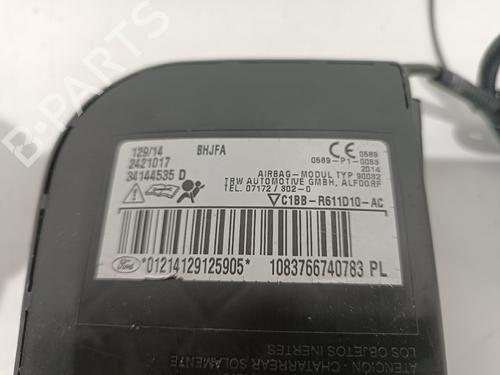 B-PARTS
129/14 BHJFA
2421017
34144535 D
CE 0589
0589-P1-0053
2014
AIRBAG-MODUL TYP 90032
TRW AUTOMOTIVE GMBH, ALFDORF
TEL. 07172 / 302-0
C1BB-R611D10-AC
Ford *01214129125905* 1083766740783 PL
ATENCIÓN - CHATARREAR SOLAMENTE
LOS OBJETOS INERTES